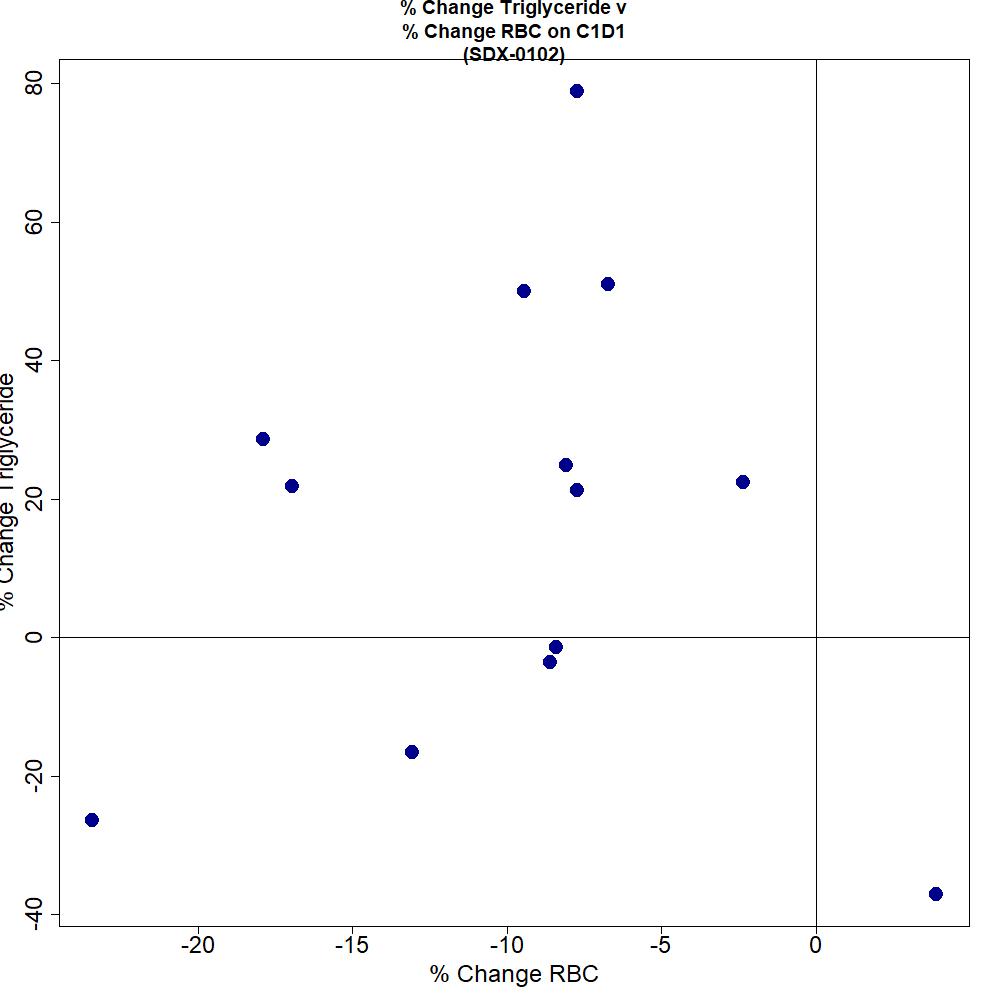 % Change Triglyceride v
% Change RBC on C1D1
(SDX-0102)
% Change Triglyceride
80
60
40
20
0
-20
-40
-20
-15
-10
-5
0
% Change RBC